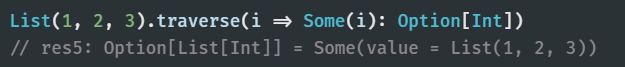 List(1, 2, 3).traverse(i => Some(i): Option[Int])
// res5: Option[List[Int]] = Some(value = List(1, 2, 3))